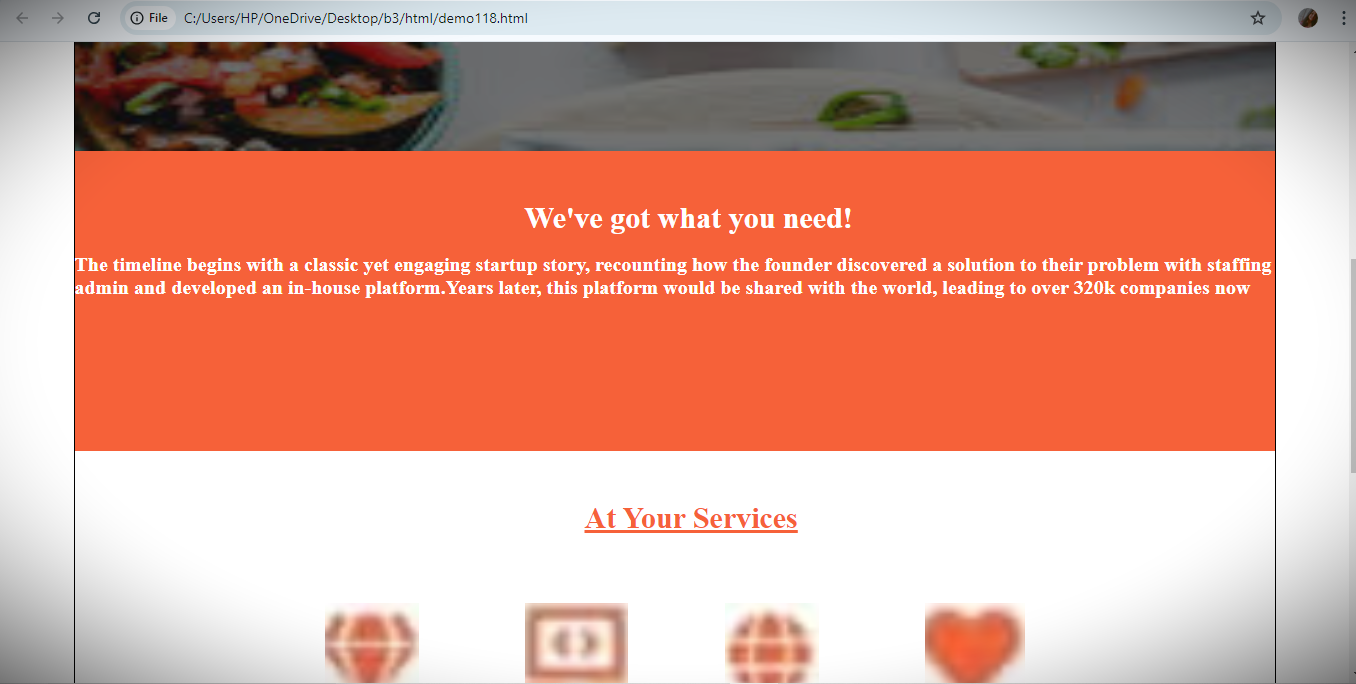 File C:/Users/HP/OneDrive/Desktop/b3/html/demo118.html
We've got what you need!
The timeline begins with a classic yet engaging startup story, recounting how the founder discovered a solution to their problem with staffing
admin and developed an in-house platform.Years later, this platform would be shared with the world, leading to over 320k companies now
At Your Services